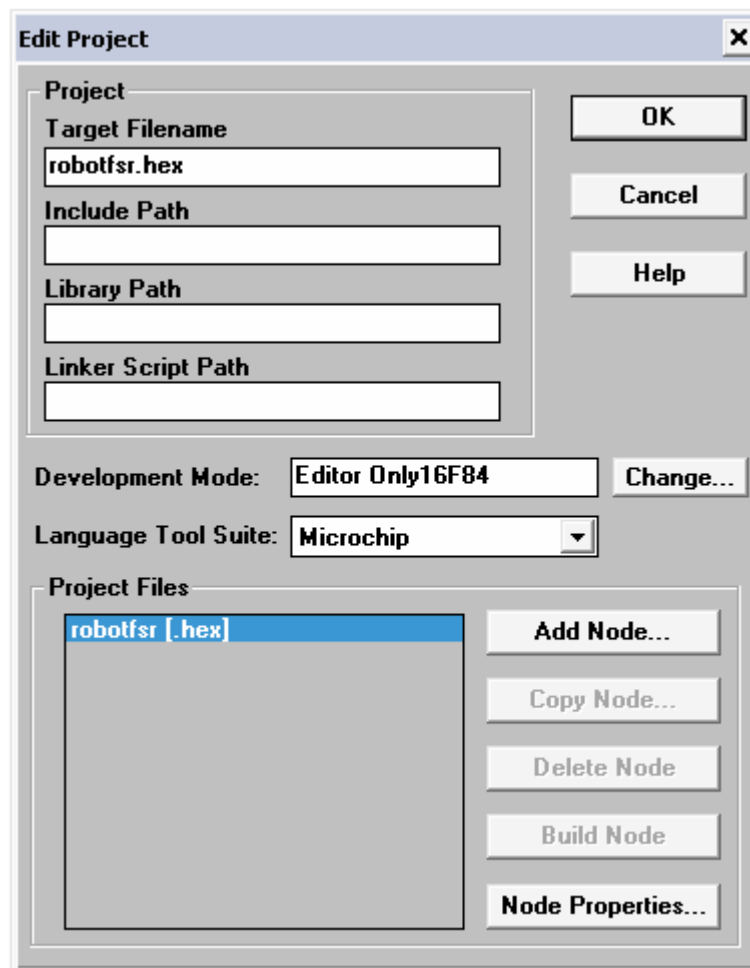 Edit Project
Project
Target Filename
robotfsr.hex
Include Path
Library Path
Linker Script Path
OK
Cancel
Help
Development Mode: Editor Only16F84 Change...
Language Tool Suite: Microchip
Project Files
robotfsr [.hex]
Add Node...
Copy Node...
Delete Node
Build Node
Node Properties...